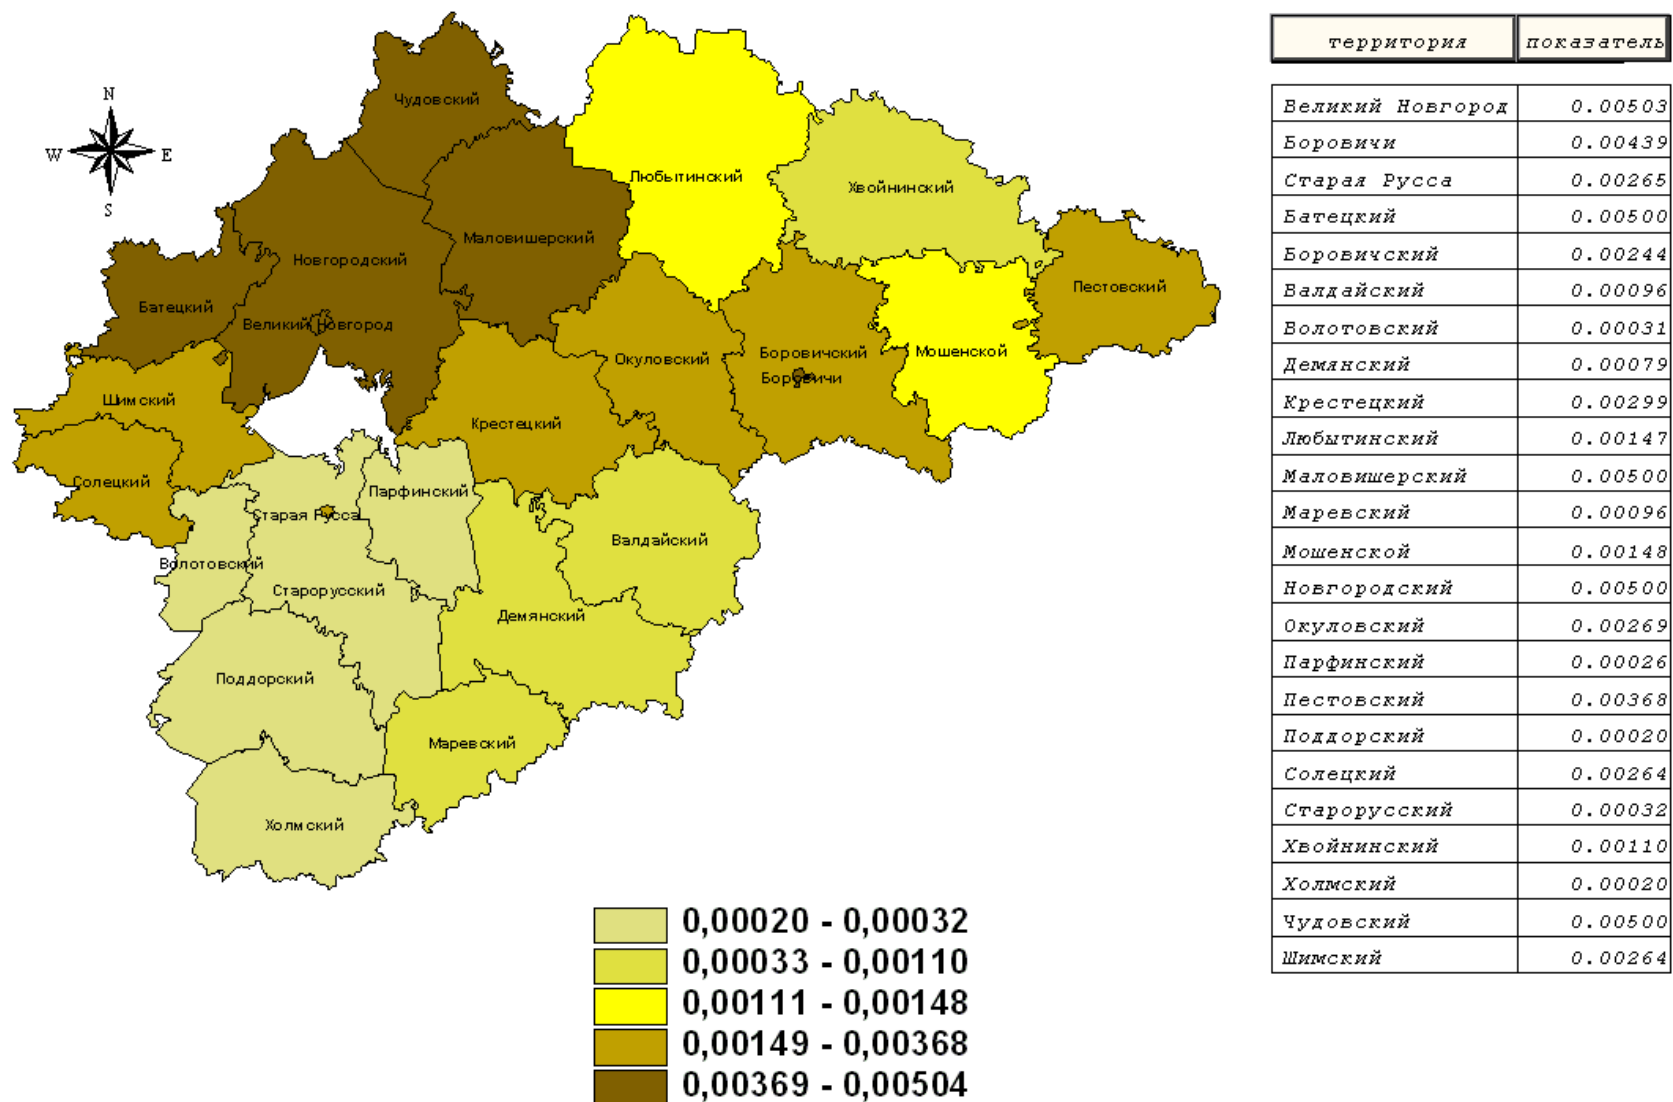 N
W
E
S
Чудовский
Любытинский
Хвойнинский
Маловишерский
Новгородский
Пестовский
Батецкий
Великий Новгород
Мошенской
Окуловский
Боровичский
Боровичи
Шимский
Крестецкий
Солецкий
Парфинский
Старая Русса
Валдайский
Волотовский
Старорусский
Демянский
Поддорский
Маревский
Холмский
0,00020 - 0,00032
0,00033 - 0,00110
0,00111 - 0,00148
0,00149 - 0,00368
0,00369 - 0,00504
территория показатель
Великий Новгород 0.00503
Боровичи 0.00439
Старая Русса 0.00265
Батецкий 0.00500
Боровичский 0.00244
Валдайский 0.00096
Волотовский 0.00031
Демянский 0.00079
Крестецкий 0.00299
Любытинский 0.00147
Маловишерский 0.00500
Маревский 0.00096
Мошенской 0.00148
Новгородский 0.00500
Окуловский 0.00269
Парфинский 0.00026
Пестовский 0.00368
Поддорский 0.00020
Солецкий 0.00264
Старорусский 0.00032
Хвойнинский 0.00110
Холмский 0.00020
Чудовский 0.00500
Шимский 0.00264